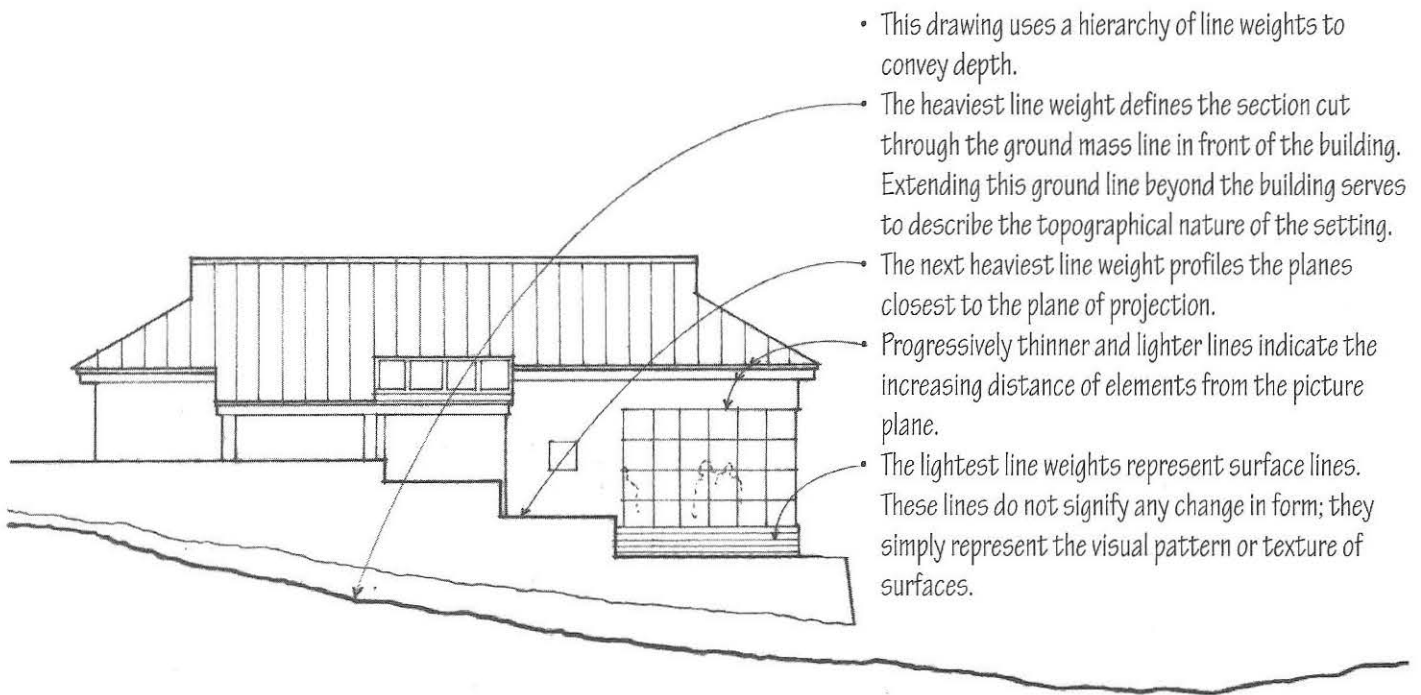 • This drawing uses a hierarchy of line weights to
convey depth.
• The heaviest line weight defines the section cut
through the ground mass line in front of the building.
Extending this ground line beyond the building serves
to describe the topographical nature of the setting.
• The next heaviest line weight profiles the planes
closest to the plane of projection.
• Progressively thinner and lighter lines indicate the
increasing distance of elements from the picture
plane.
• The lightest line weights represent surface lines.
These lines do not signify any change in form; they
simply represent the visual pattern or texture of
surfaces.